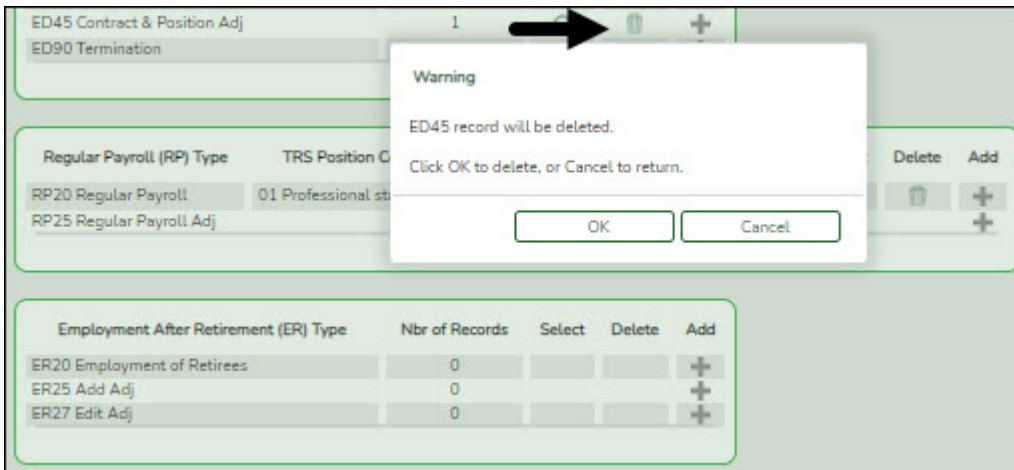 ED45 Contract & Position Adj 1
ED90 Termination
Warning
ED45 record will be deleted.
Click OK to delete, or Cancel to return.
OK Cancel
Regular Payroll (RP) Type TRS Position Delete Add
RP20 Regular Payroll 01 Professional
RP25 Regular Payroll Adj
Employment After Retirement (ER) Type Nbr of Records Select Delete Add
ER20 Employment of Retirees 0
ER25 Add Adj 0
ER27 Edit Adj 0